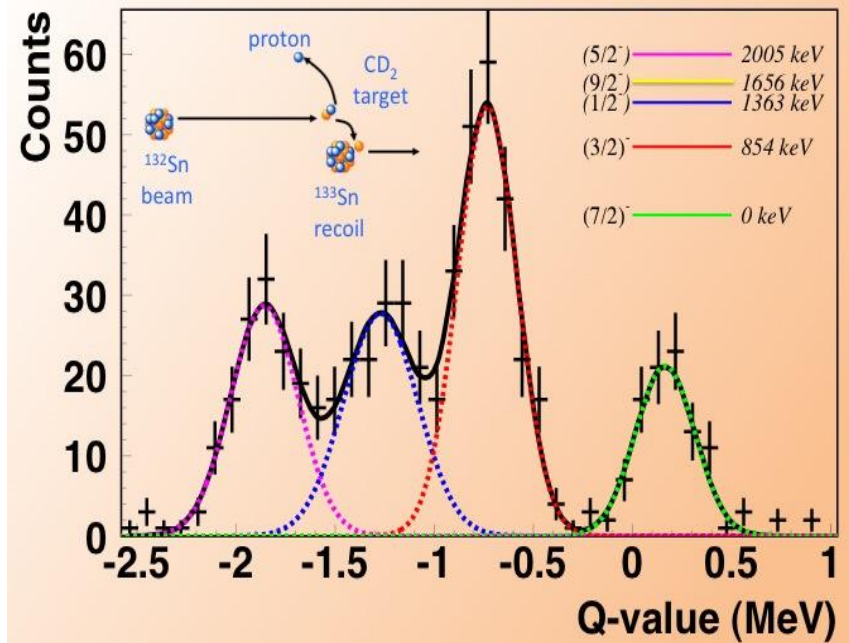 Counts
60
50
40
30
20
10
0
proton
CD₂
target
¹³²Sn
beam
¹³³Sn
recoil
(5/2⁻) 2005 keV
(9/2⁻) 1656 keV
(1/2⁻) 1363 keV
(3/2)⁻ 854 keV
(7/2)⁻ 0 keV
-2.5 -2 -1.5 -1 -0.5 0 0.5 1
Q-value (MeV)